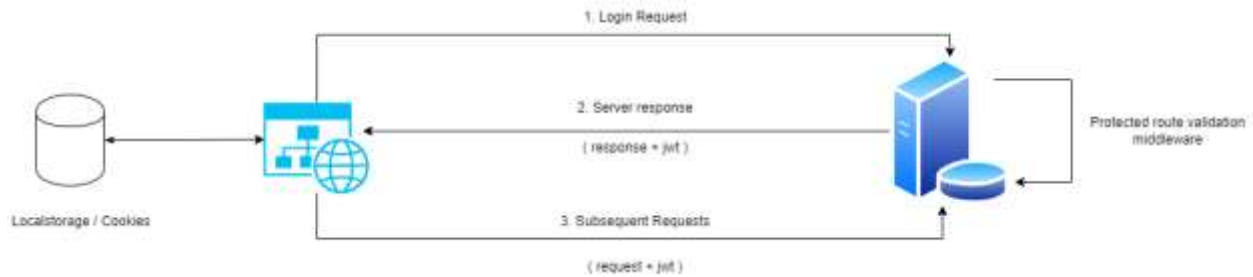 1. Login Request
2. Server response
( response + jwt )
Protected route validation
middleware
Localstorage / Cookies
3. Subsequent Requests
( request + jwt )